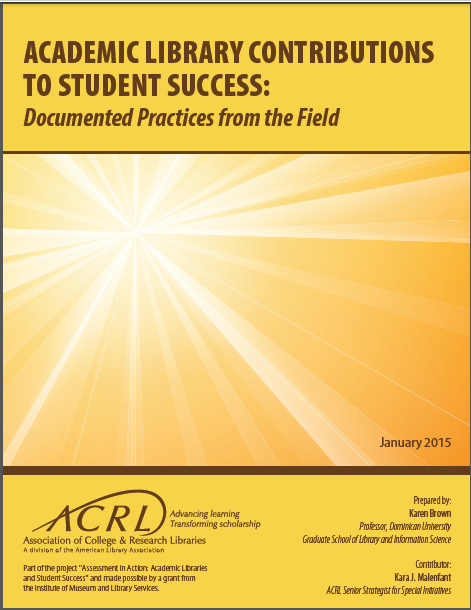 ACADEMIC LIBRARY CONTRIBUTIONS
TO STUDENT SUCCESS:
Documented Practices from the Field
January 2015
ACRL
Advancing learning
Transforming scholarship
Association of College & Research Libraries
A division of the American Library Association
Part of the project "Assessment in Action: Academic Libraries
and Student Success" and made possible by a grant from
the Institute of Museum and Library Services.
Prepared by:
Karen Brown
Professor, Dominican University
Graduate School of Library and Information Science
Contributor:
Kara J. Malenfant
ACRL Senior Strategist for Special Initiatives